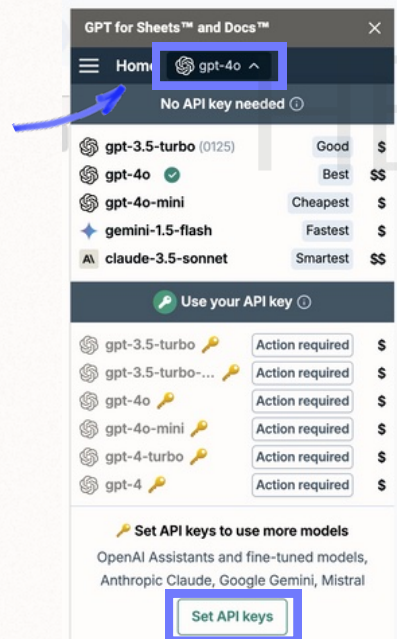 GPT for Sheets™ and Docs™
Home gpt-4o
No API key needed
gpt-3.5-turbo (0125) Good $
gpt-4o Best $$
gpt-4o-mini Cheapest $
gemini-1.5-flash Fastest $
claude-3.5-sonnet Smartest $$
Use your API key
gpt-3.5-turbo Action required $
gpt-3.5-turbo-... Action required $
gpt-4o Action required $
gpt-4o-mini Action required $
gpt-4-turbo Action required $
gpt-4 Action required $
Set API keys to use more models
OpenAI Assistants and fine-tuned models,
Anthropic Claude, Google Gemini, Mistral
Set API keys